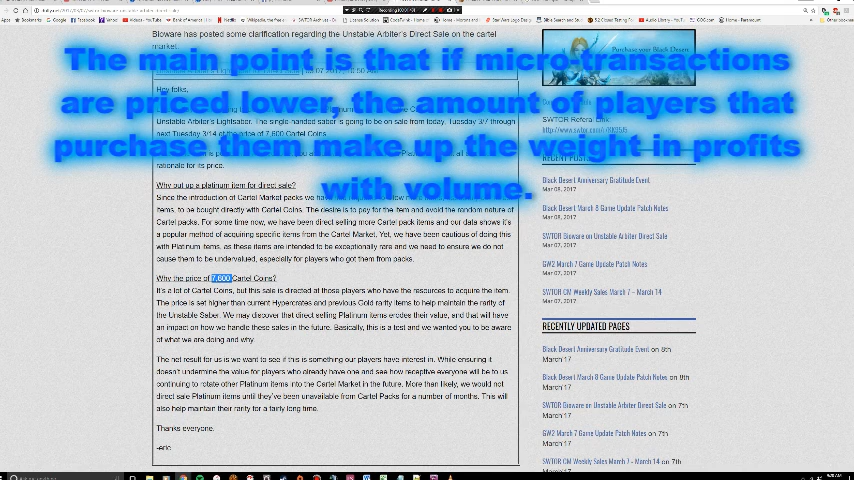 Bioware has posted some clarification regarding the Unstable Arbiter's Direct Sale on the cartel
market.
The main point is that if micro-transactions
are priced lower, the amount of players that
purchase them make up the weight in profits
with volume.
Hey folks,
Unstable Arbiter's Lightsaber. The single-handed saber is going to be on sale from today, Tuesday 3/7 through
next Tuesday 3/14 at the price of 7,600 Cartel Coins.
rationale for its price.
Why put up a platinum item for direct sale?
Since the introduction of Cartel Market packs we
items, to be bought directly with Cartel Coins. The desire is to pay for the item and avoid the random nature of
Cartel packs. For some time now, we have been direct selling more Cartel pack items and our data shows it's
a popular method of acquiring specific items from the Cartel Market. Yet, we have been cautious of doing this
with Platinum items, as these items are intended to be exceptionally rare and we need to ensure we do not
cause them to be undervalued, especially for players who got them from packs.
Why the price of 7,600 Cartel Coins?
It's a lot of Cartel Coins, but this sale is directed at those players who have the resources to acquire the item.
The price is set higher than current Hypercrates and previous Gold rarity items to help maintain the rarity of
the Unstable Saber. We may discover that direct selling Platinum items erodes their value, and that will have
an impact on how we handle these sales in the future. Basically, this is a test and we wanted you to be aware
of what we are doing and why.
The net result for us is we want to see if this is something our players have interest in. While ensuring it
doesn't undermine the value for players who already have one and see how receptive everyone will be to us
continuing to rotate other Platinum items into the Cartel Market in the future. More than likely, we would not
direct sale Platinum items until they've been unavailable from Cartel Packs for a number of months. This will
also help maintain their rarity for a fairly long time.
Thanks everyone.
-eric
Purchase your Black Desert
SWTOR Referral Link:
RECENT POSTS
Black Desert Anniversary Gratitude Event
Mar 08, 2017
Black Desert March 8 Game Update Patch Notes
Mar 08, 2017
SWTOR Bioware on Unstable Arbiter Direct Sale
Mar 07, 2017
GW2 March 7 Game Update Patch Notes
Mar 07, 2017
SWTOR CM Weekly Sales March 7 – March 14
Mar 07, 2017
RECENTLY UPDATED PAGES
Black Desert Anniversary Gratitude Event on 8th
March'17
Black Desert March 8 Game Update Patch Notes on 8th
March'17
SWTOR Bioware on Unstable Arbiter Direct Sale on 7th
March'17
GW2 March 7 Game Update Patch Notes on 7th
March'17
SWTOR CM Weekly Sales March 7 – March 14 on 7th